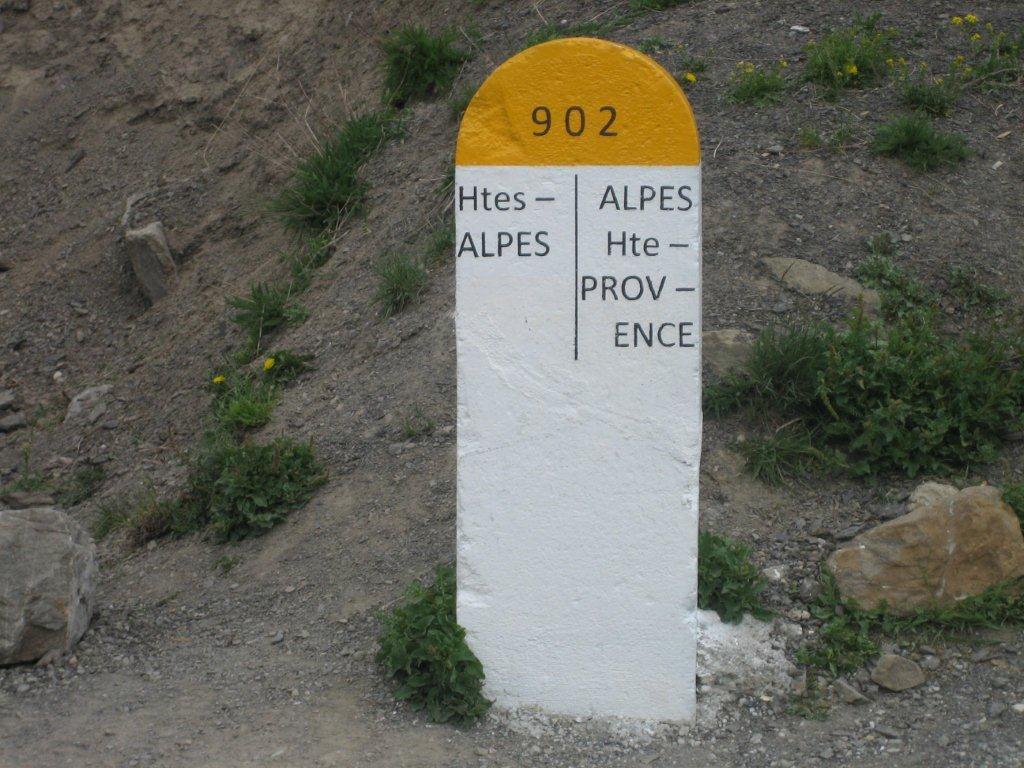 902
Htes –
ALPES
ALPES
Hte –
PROV –
ENCE